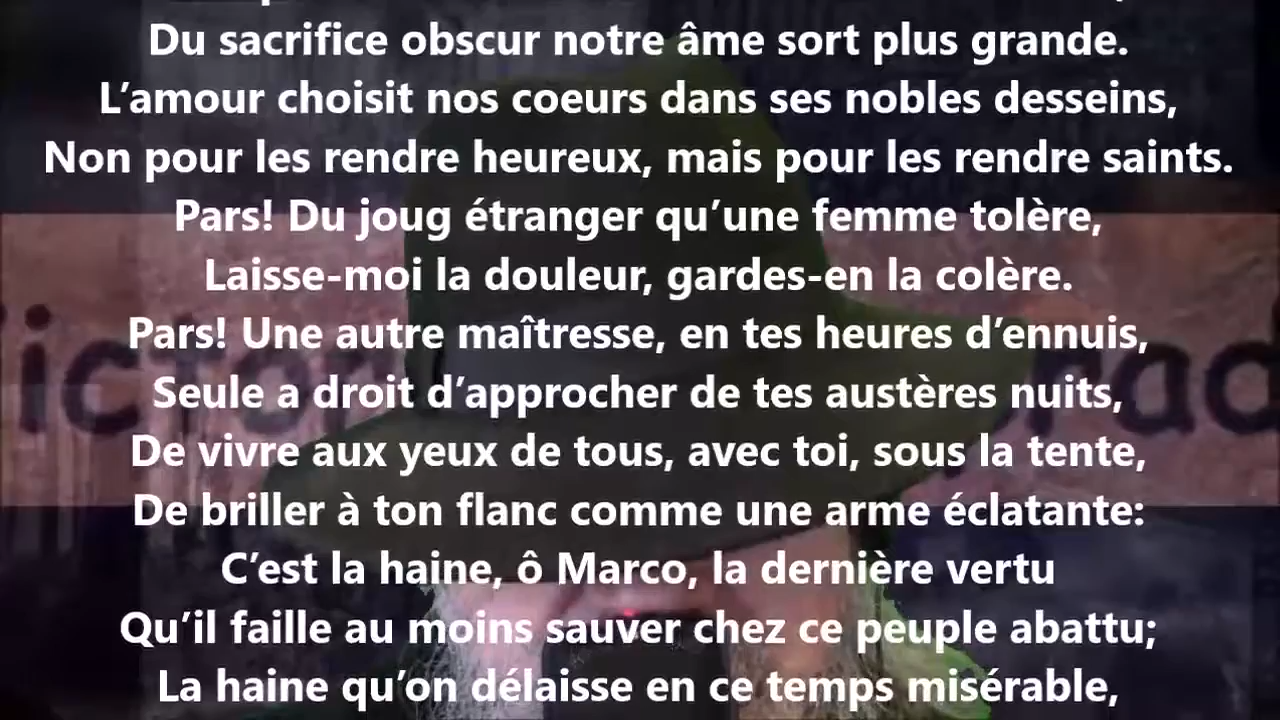 Du sacrifice obscur notre âme sort plus grande.
L’amour choisit nos coeurs dans ses nobles desseins,
Non pour les rendre heureux, mais pour les rendre saints.
Pars! Du joug étranger qu’une femme tolère,
Laisse-moi la douleur, gardes-en la colère.
Pars! Une autre maîtresse, en tes heures d’ennuis,
Seule a droit d’approcher de tes austères nuits,
De vivre aux yeux de tous, avec toi, sous la tente,
De briller à ton flanc comme une arme éclatante:
C’est la haine, ô Marco, la dernière vertu
Qu’il faille au moins sauver chez ce peuple abattu;
La haine qu’on délaisse en ce temps misérable,